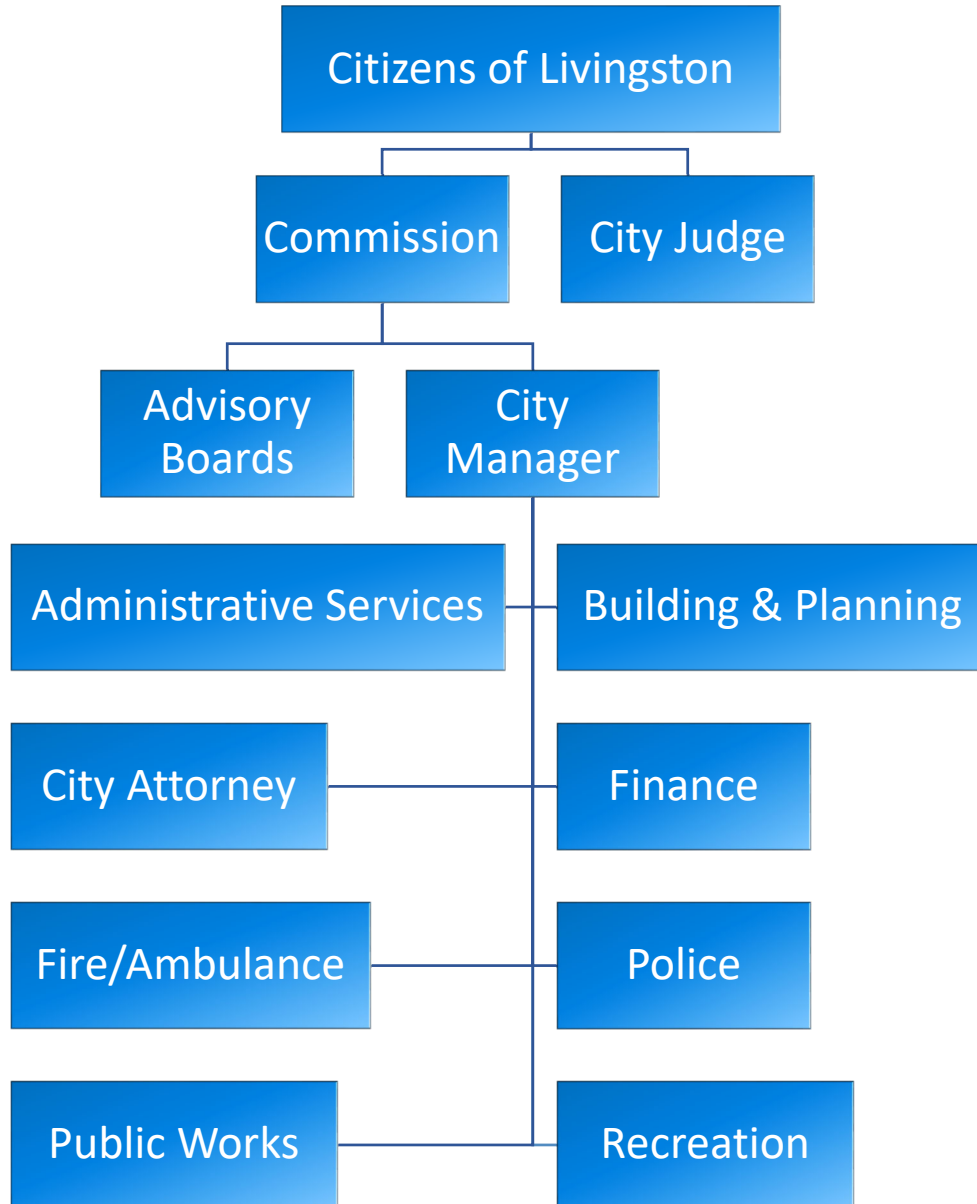 Citizens of Livingston
Commission
City Judge
Advisory
Boards
City
Manager
Administrative Services
Building & Planning
City Attorney
Finance
Fire/Ambulance
Police
Public Works
Recreation